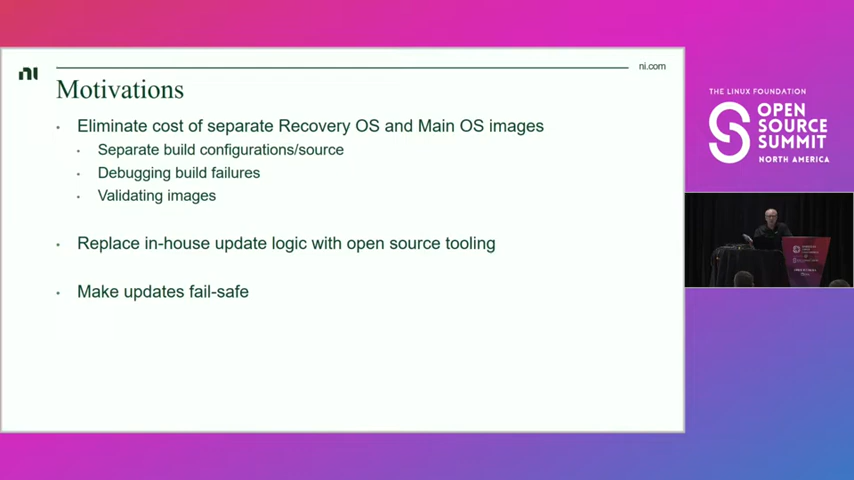 ni
ni.com
Motivations
Eliminate cost of separate Recovery OS and Main OS images
Separate build configurations/source
Debugging build failures
Validating images
Replace in-house update logic with open source tooling
Make updates fail-safe
THE LINUX FOUNDATION
OPEN
SOURCE
SUMMIT
NORTH AMERICA